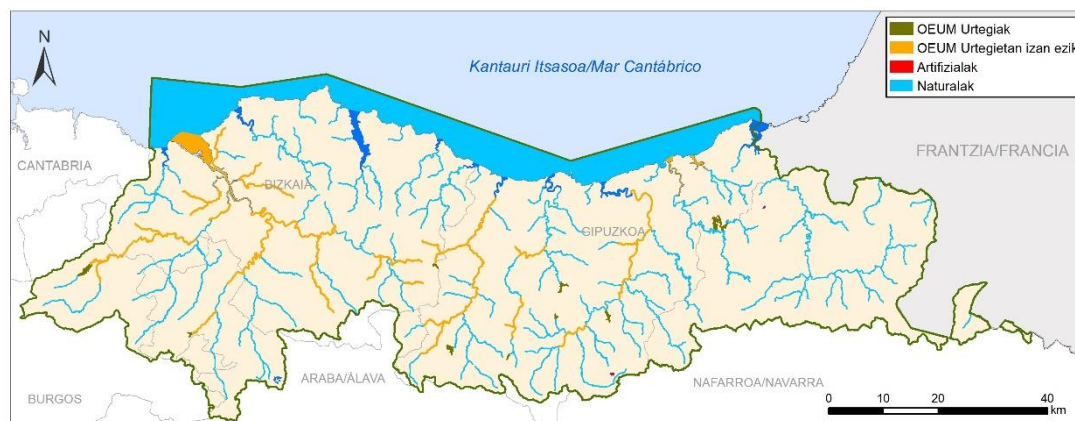 N
Kantauri Itsasoa/Mar Cantábrico
OEUM Urtegiak
OEUM Urtegietan izan ezik
Artifizialak
Naturalak
CANTABRIA
FRANTZIA/FRANCIA
BIZKAIA
GIPUZKOA
ARABA/ÁLAVA
NAFARROA/NAVARRA
BURGOS
0 10 20 40
km